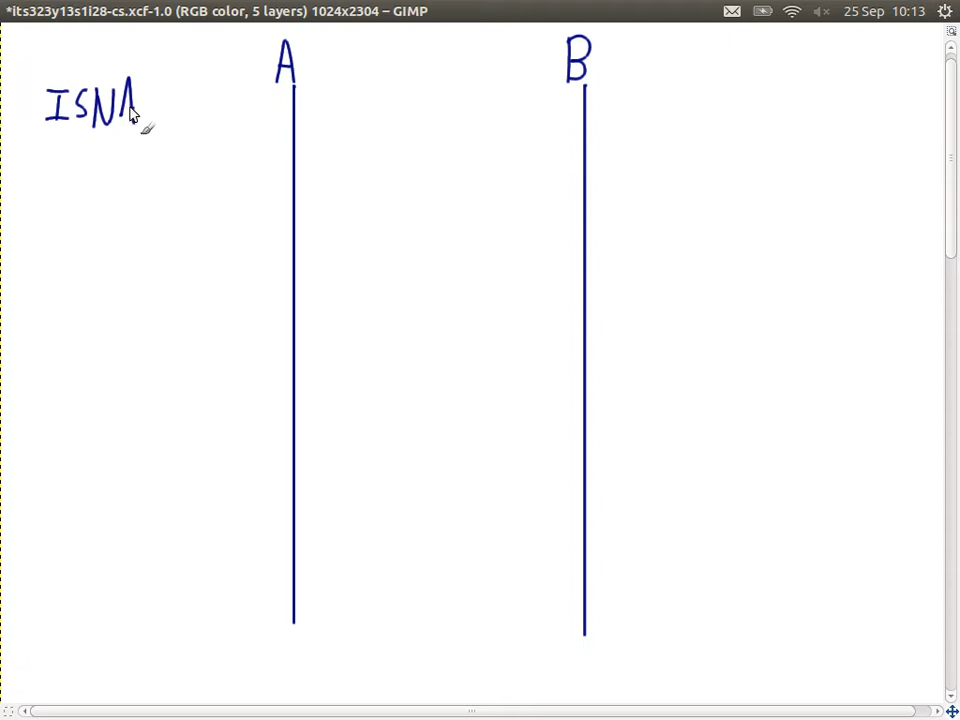 *its323y13s1i28-cs.xcf-1.0 (RGB color, 5 layers) 1024x2304 – GIMP
25 Sep 10:13
A
B
ISNA